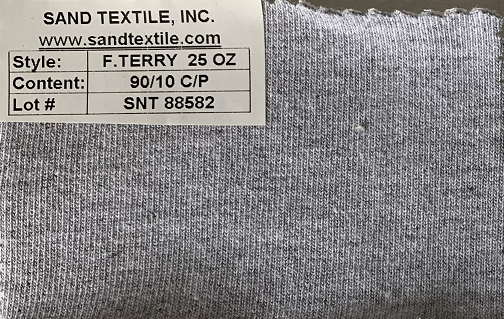 SAND TEXTILE, INC.
www.sandtextile.com
Style: F.TERRY 25 OZ
Content: 90/10 C/P
Lot # SNT 88582